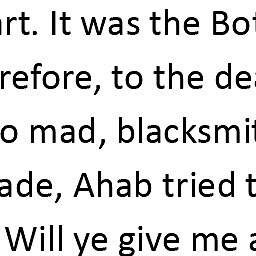 art. It was the Bot
refore, to the dea
o mad, blacksmit
ade, Ahab tried t
Will ye give me a